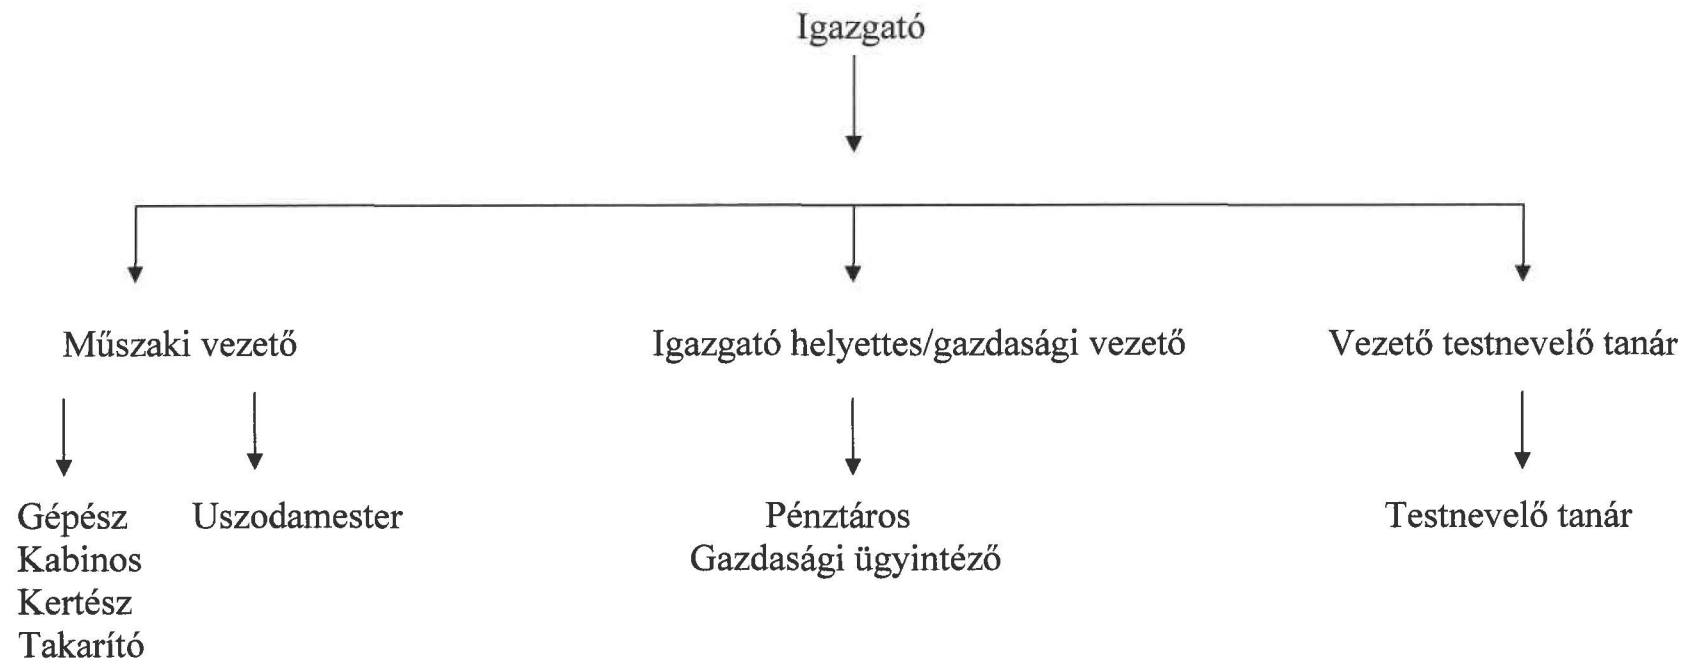 Igazgató
Műszaki vezető
Igazgató helyettes/gazdasági vezető
Vezető testnevelő tanár
Gépész
Kabinos
Kertész
Takarító
Uszodamester
Pénztáros
Gazdasági ügyintéző
Testnevelő tanár